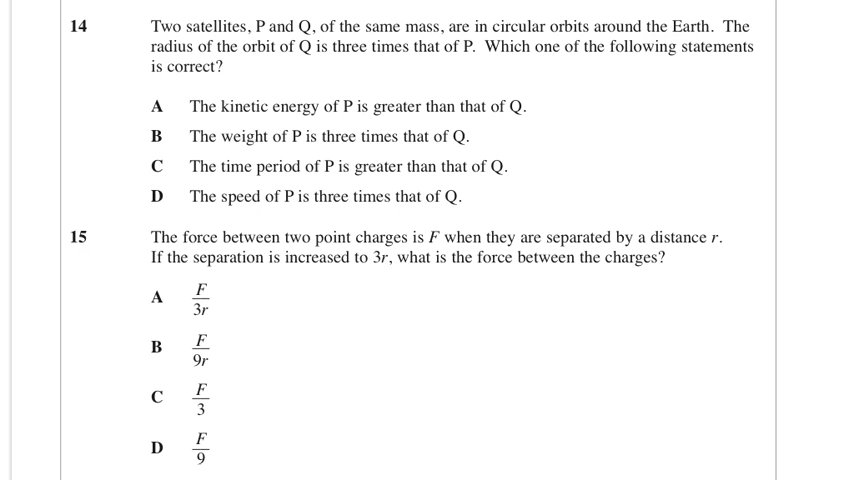 14 Two satellites, P and Q, of the same mass, are in circular orbits around the Earth. The
radius of the orbit of Q is three times that of P. Which one of the following statements
is correct?
A The kinetic energy of P is greater than that of Q.
B The weight of P is three times that of Q.
C The time period of P is greater than that of Q.
D The speed of P is three times that of Q.
15 The force between two point charges is F when they are separated by a distance r.
If the separation is increased to 3r, what is the force between the charges?
A F/3r
B F/9r
C F/3
D F/9